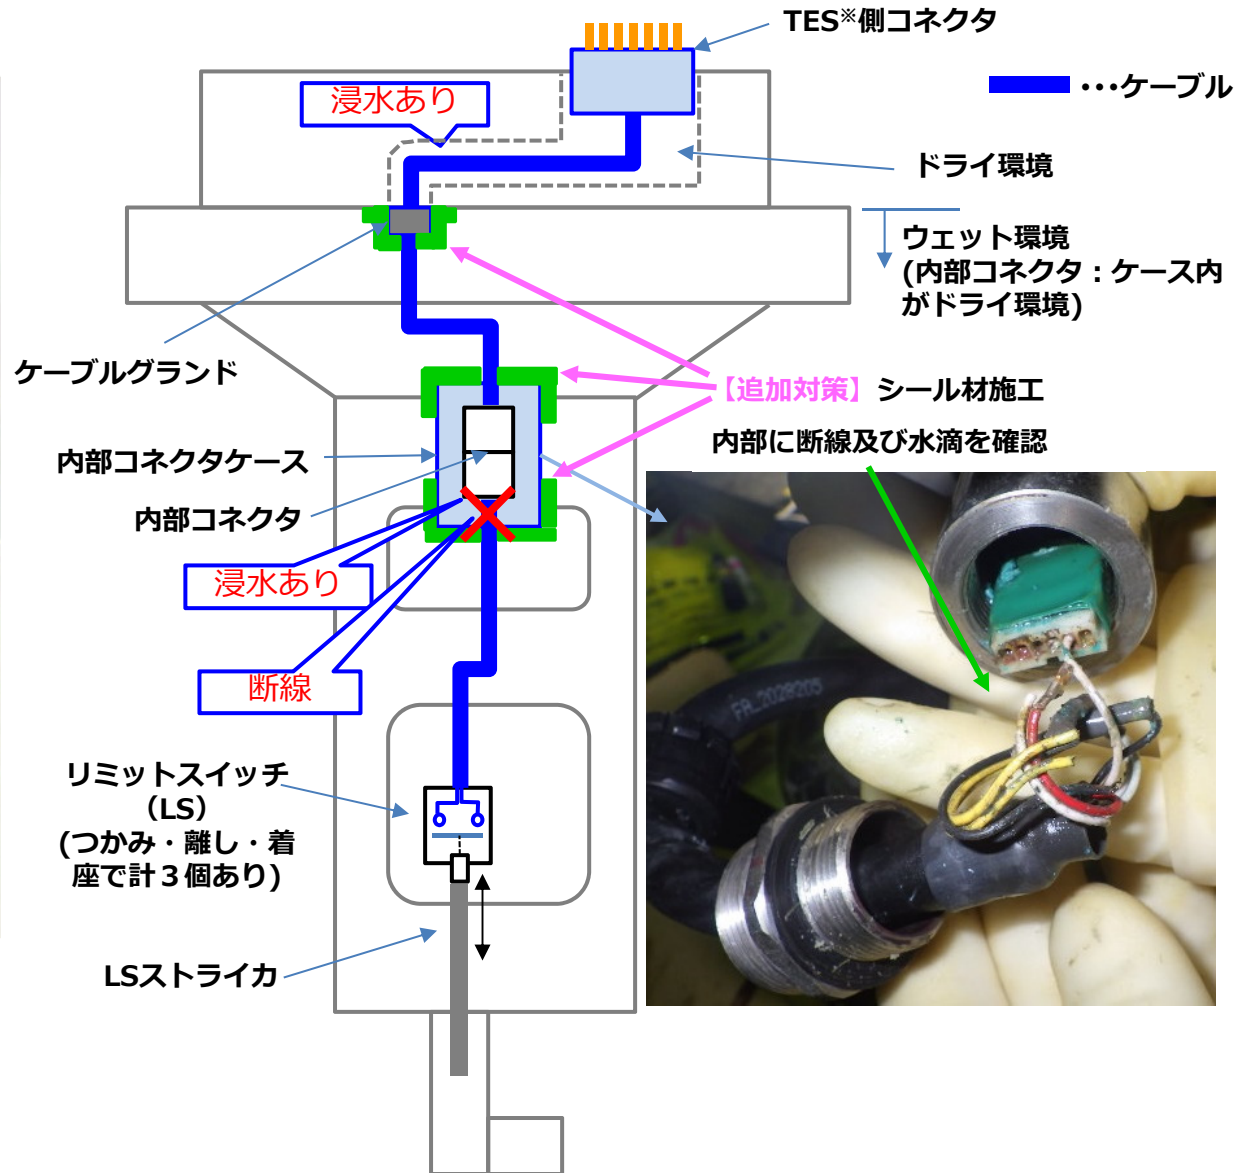 TES※側コネクタ
浸水あり
…ケーブル
ドライ環境
ウェット環境
(内部コネクタ：ケース内
がドライ環境)
ケーブルグランド
【追加対策】シール材施工
内部に断線及び水滴を確認
内部コネクタケース
内部コネクタ
浸水あり
断線
リミットスイッチ
（LS）
(つかみ・離し・着
座で計３個あり)
LSストライカ